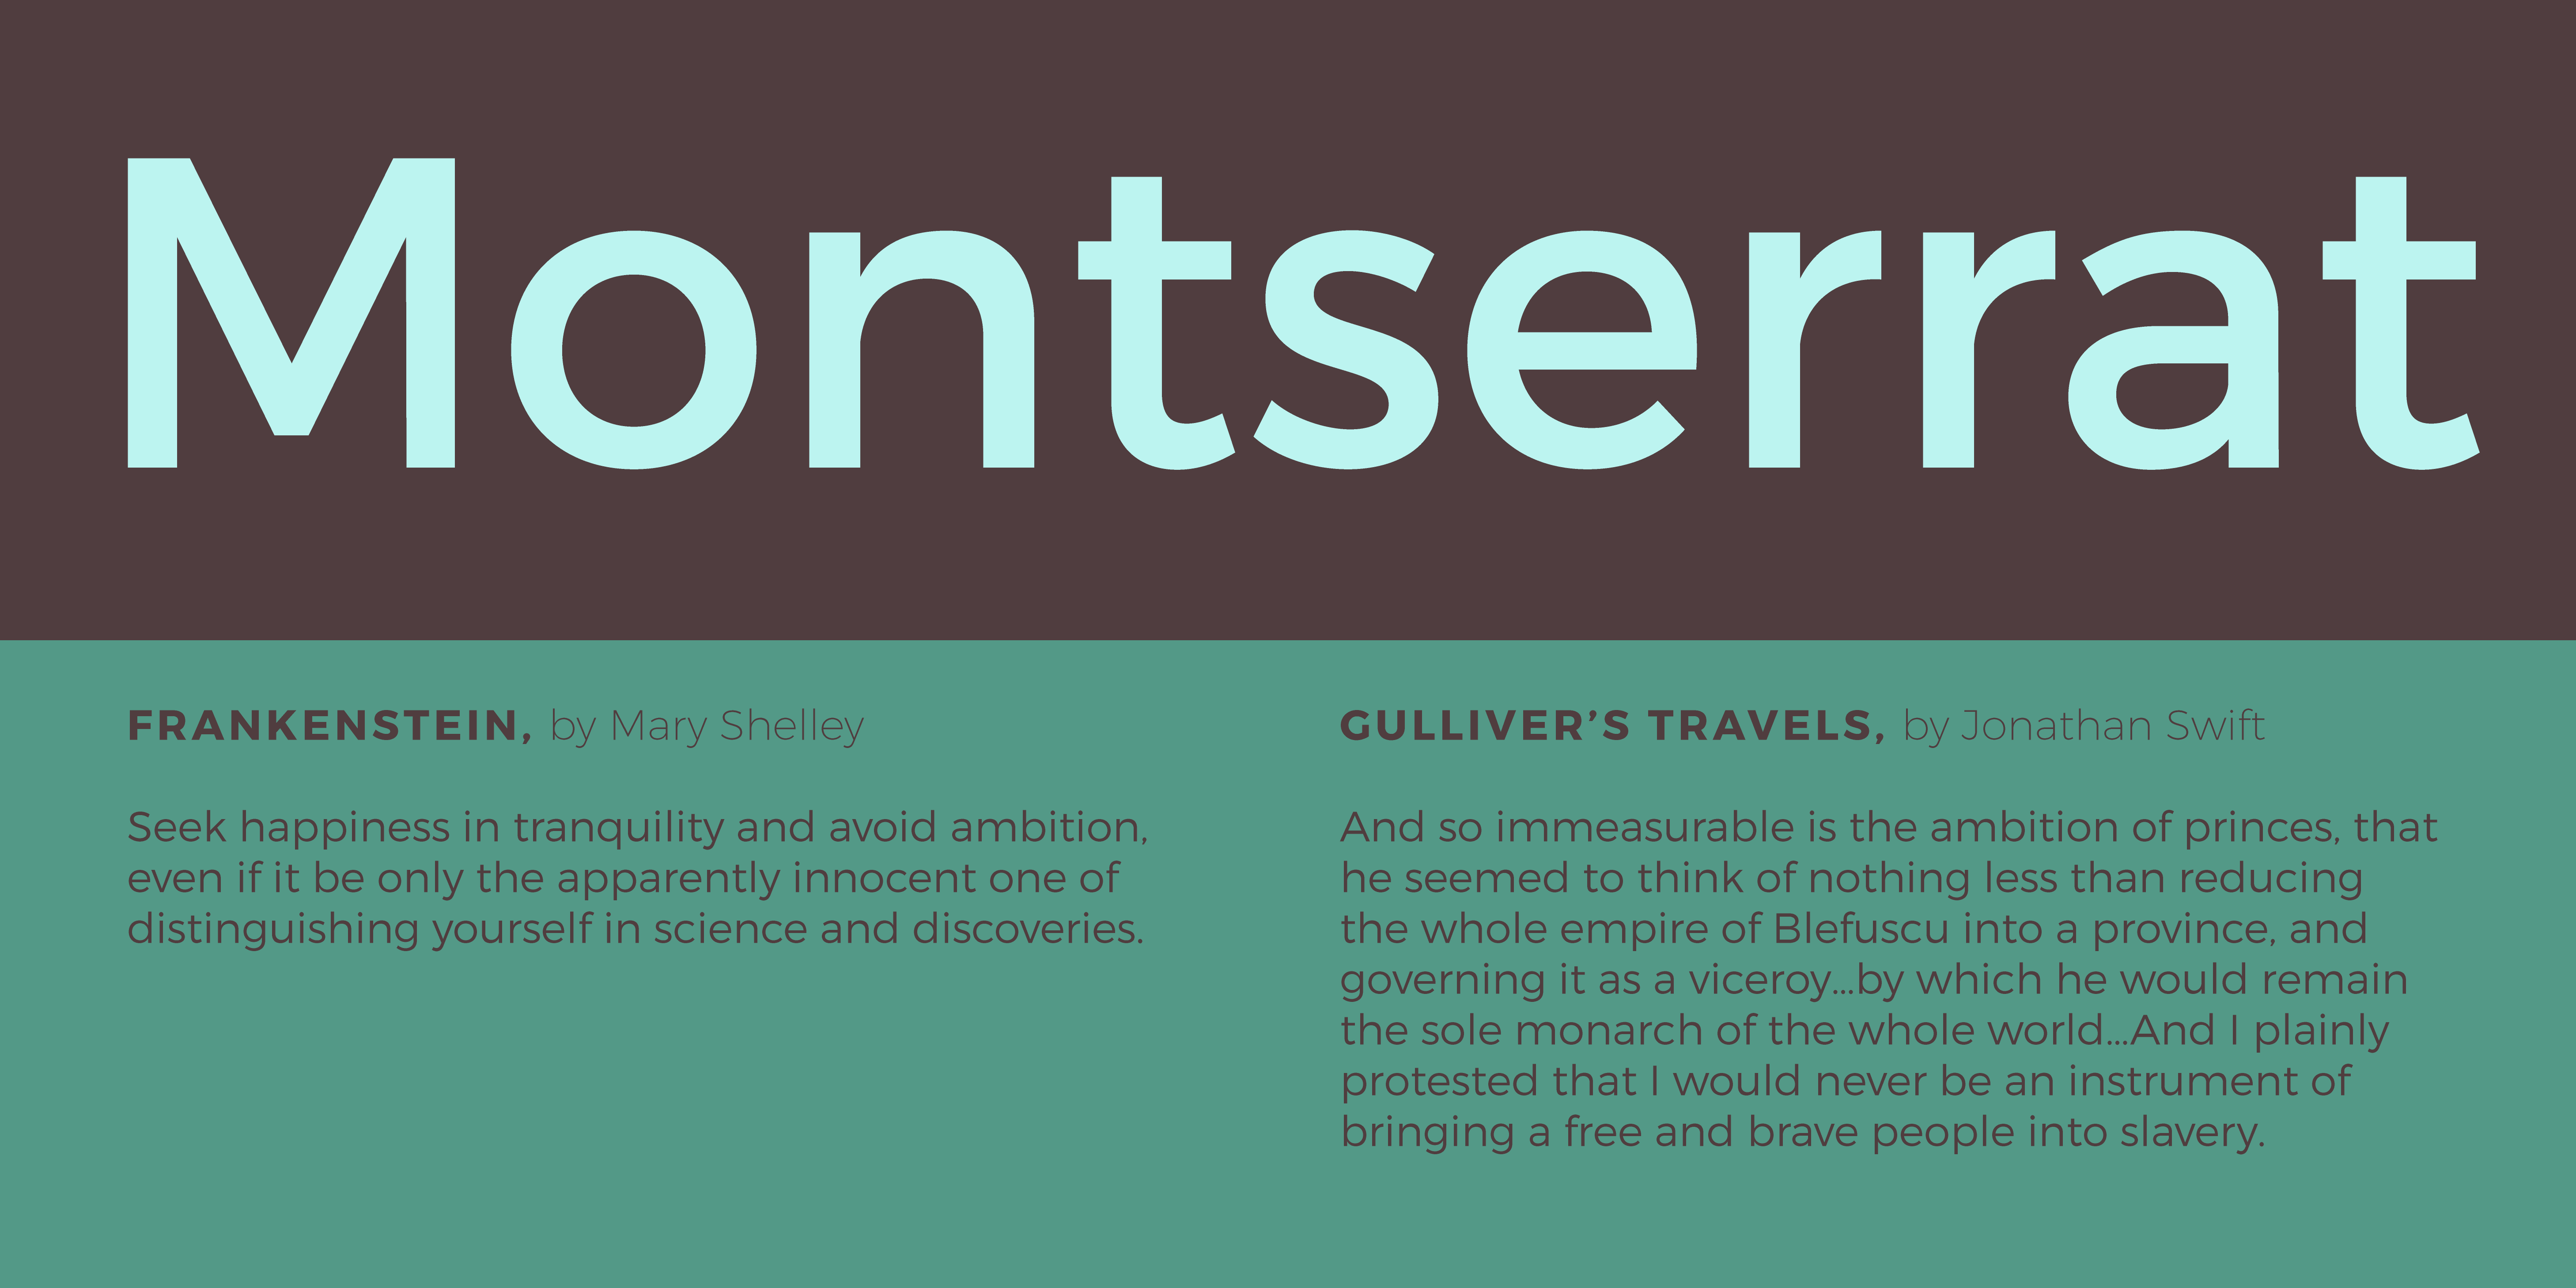 Montserrat
FRANKENSTEIN, by Mary Shelley
Seek happiness in tranquility and avoid ambition,
even if it be only the apparently innocent one of
distinguishing yourself in science and discoveries.
GULLIVER’S TRAVELS, by Jonathan Swift
And so immeasurable is the ambition of princes, that
he seemed to think of nothing less than reducing
the whole empire of Blefuscu into a province, and
governing it as a viceroy...by which he would remain
the sole monarch of the whole world...And I plainly
protested that I would never be an instrument of
bringing a free and brave people into slavery.